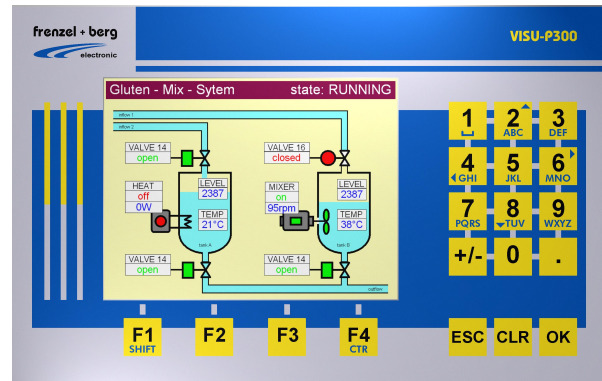 frenzel + berg
electronic
VISU-P300
Gluten - Mix - Sytem state: RUNNING
inflow 1
inflow 2
VALVE 14
open
VALVE 16
closed
HEAT
off
0W
LEVEL
2387
MIXER
on
95rpm
LEVEL
2387
TEMP
21°C
TEMP
38°C
tank A
tank B
VALVE 14
open
VALVE 14
open
outflow
1 2 3
ABC DEF
4 5 6
GHI JKL MNO
7 8 9
PQRS TUV WXYZ
+/- 0 .
F1 F2 F3 F4
SHIFT CTR
ESC CLR OK